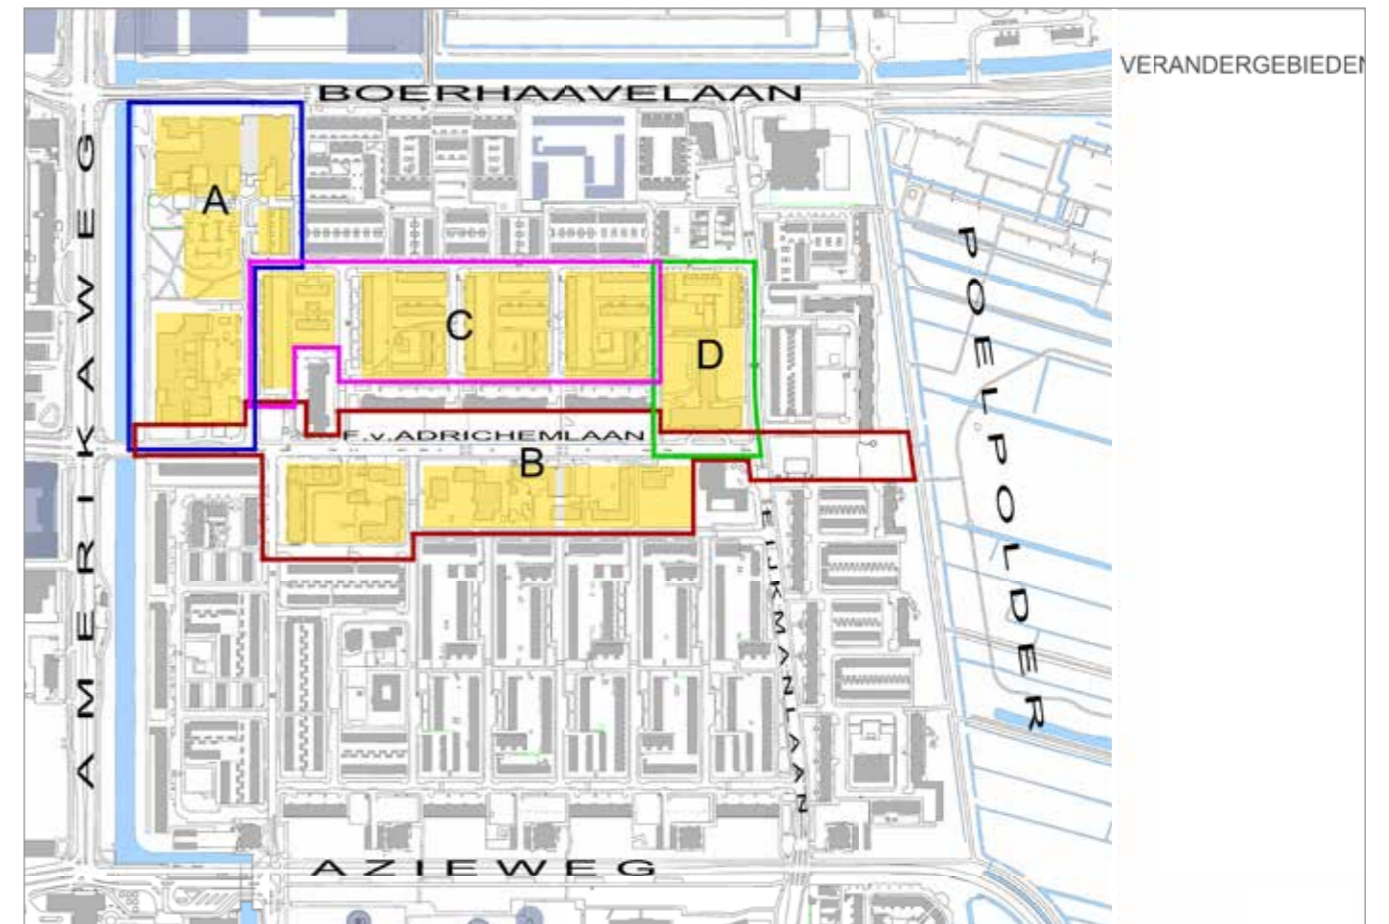 VERANDERGEBIEDEN
BOERHAAVELAAN
AMERIKAWEG
A
POELPOLDER
C
D
F.v.ADRICHEMLAAN
B
EIJKMANLAAN
AZIEWEG